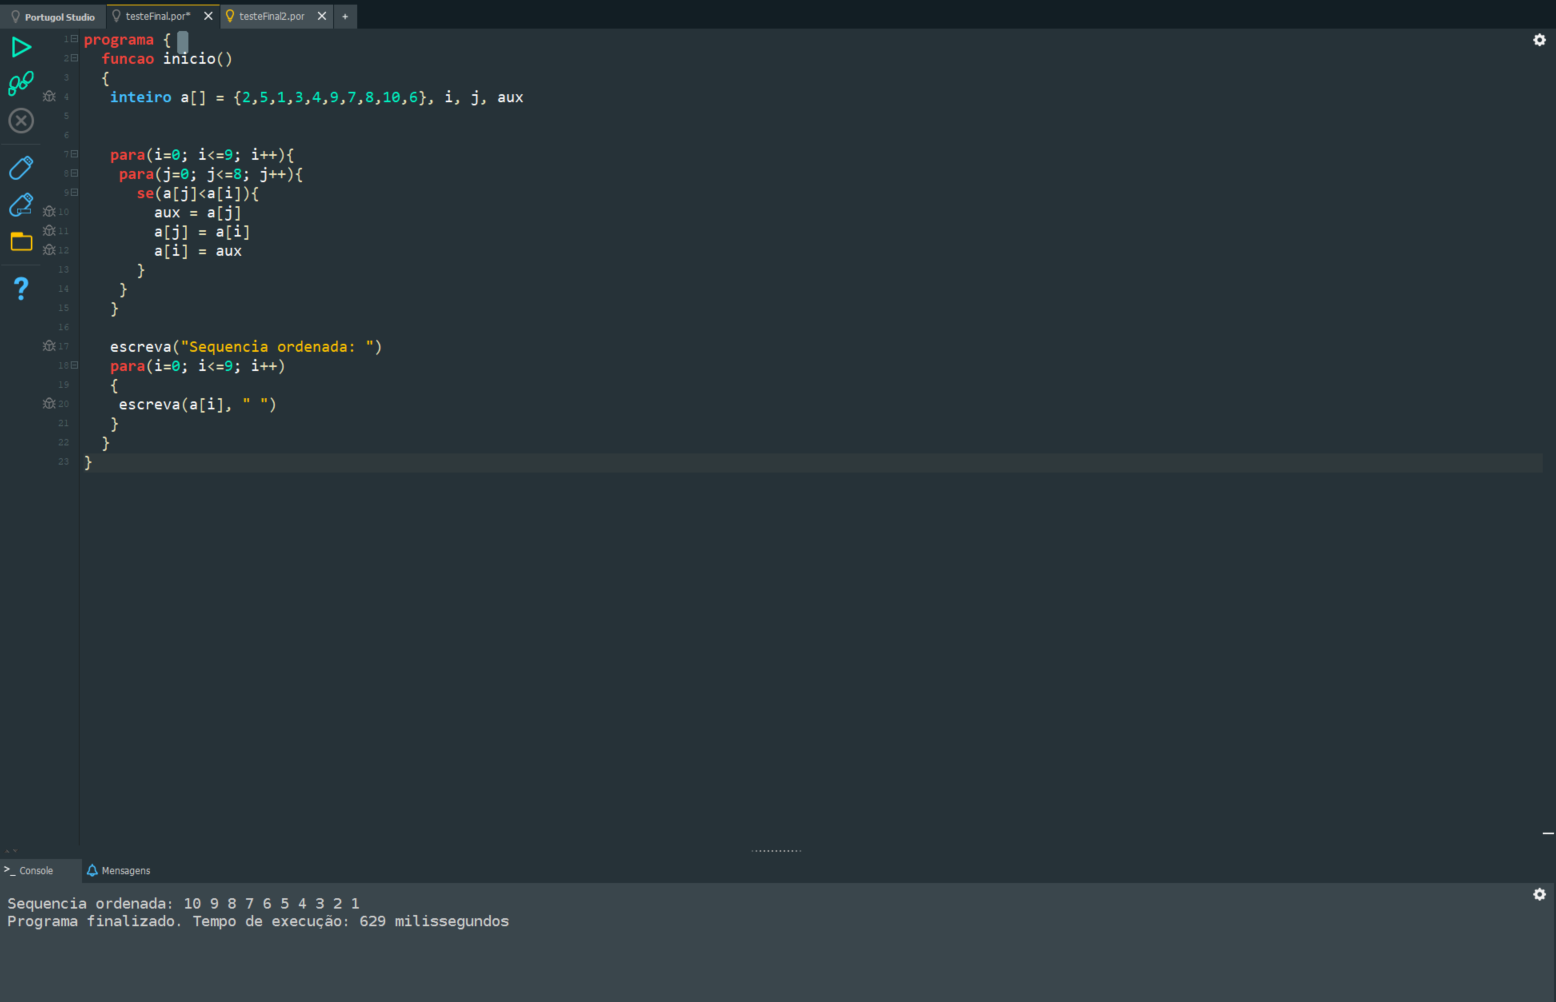 Portugol Studio testeFinal.por* testeFinal2.por +
1 programa {
2 funcao inicio()
3 {
4 inteiro a[] = {2,5,1,3,4,9,7,8,10,6}, i, j, aux
5
6
7 para(i=0; i<=9; i++){
8 para(j=0; j<=8; j++){
9 se(a[j]<a[i]){
10 aux = a[j]
11 a[j] = a[i]
12 a[i] = aux
13 }
14 }
15 }
16
17 escreva("Sequencia ordenada: ")
18 para(i=0; i<=9; i++)
19 {
20 escreva(a[i], " ")
21 }
22 }
23 }
>_ Console Mensagens
Sequencia ordenada: 10 9 8 7 6 5 4 3 2 1
Programa finalizado. Tempo de execução: 629 milissegundos